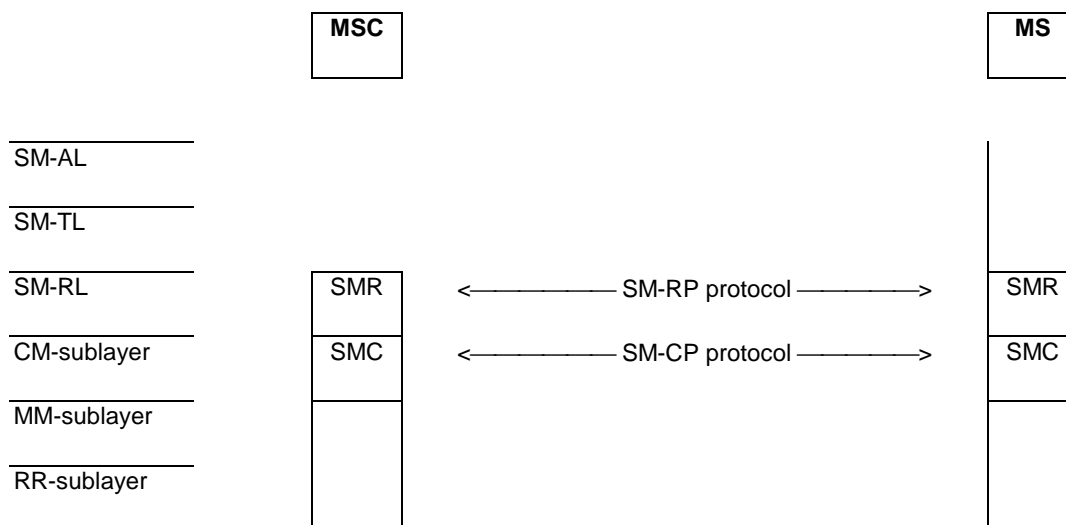 MSC MS
SM-AL
SM-TL
SM-RL SMR <—————— SM-RP protocol —————> SMR
CM-sublayer SMC <—————— SM-CP protocol —————> SMC
MM-sublayer
RR-sublayer